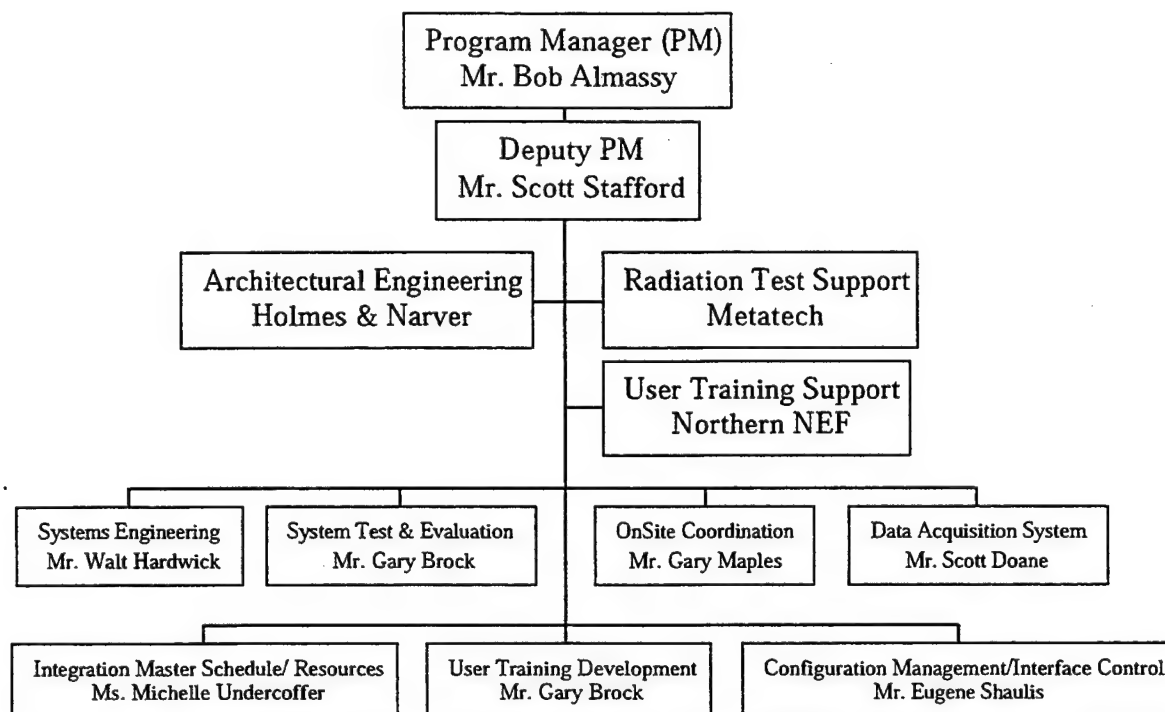 Program Manager (PM)
Mr. Bob Almassy
Deputy PM
Mr. Scott Stafford
Architectural Engineering
Holmes & Narver
Radiation Test Support
Metatech
User Training Support
Northern NEF
Systems Engineering
Mr. Walt Hardwick
System Test & Evaluation
Mr. Gary Brock
OnSite Coordination
Mr. Gary Maples
Data Acquisition System
Mr. Scott Doane
Integration Master Schedule/ Resources
Ms. Michelle Undercoffer
User Training Development
Mr. Gary Brock
Configuration Management/Interface Control
Mr. Eugene Shaulis